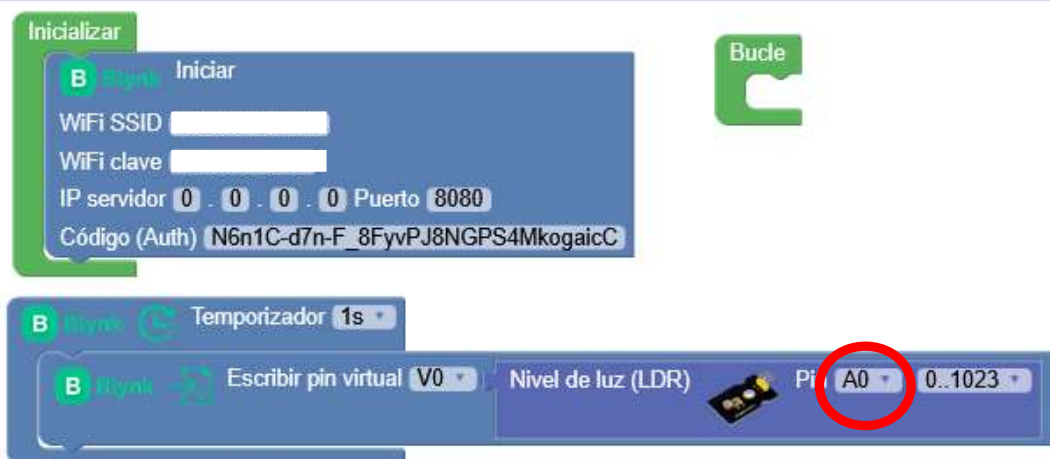 Inicializar
B Blynk Iniciar
WiFi SSID
WiFi clave
IP servidor 0 . 0 . 0 . 0 Puerto 8080
Código (Auth) N6n1C-d7n-F_8FyvPJ8NGPS4MkogaicC
Bucle
B Blynk Temporizador 1s
B Blynk Escribir pin virtual V0 Nivel de luz (LDR) Pin A0 0..1023